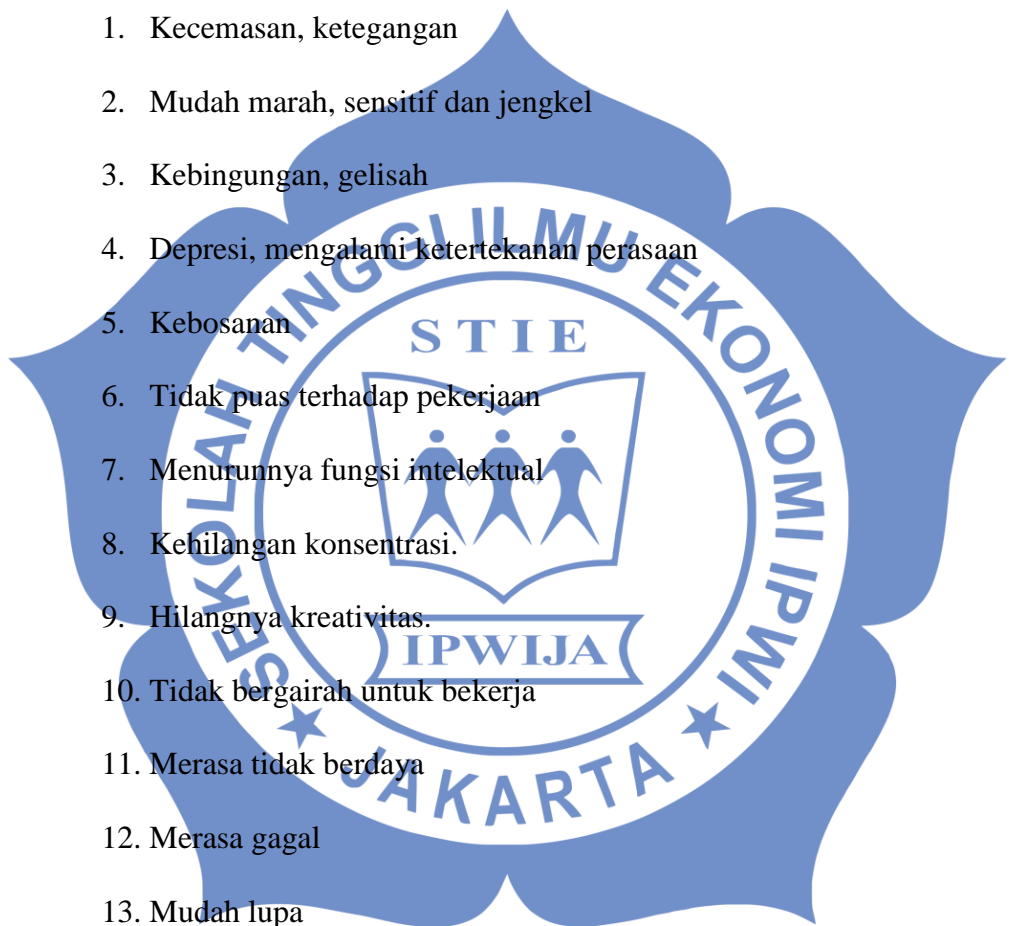 1. Kecemasan, ketegangan
2. Mudah marah, sensitif dan jengkel
3. Kebingungan, gelisah
4. Depresi, mengalami ketertekanan perasaan
5. Kebosanan
6. Tidak puas terhadap pekerjaan
7. Menurunnya fungsi intelektual
8. Kehilangan konsentrasi.
9. Hilangnya kreativitas.
10. Tidak bergairah untuk bekerja
11. Merasa tidak berdaya
12. Merasa gagal
13. Mudah lupa
SEKOLAH TINGGI ILMU EKONOMI IPWI
JAKARTA
STIE
IPWIJA